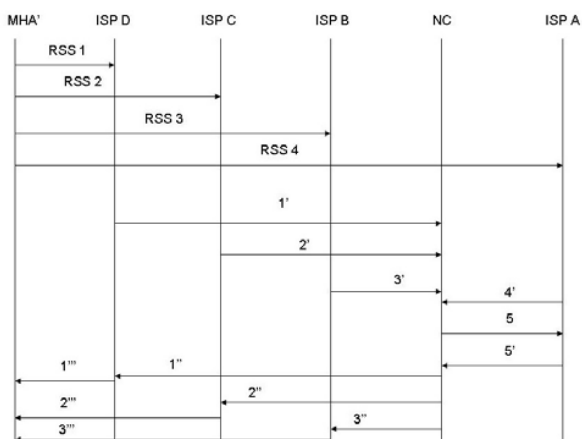 MHA' ISP D ISP C ISP B NC ISP A
RSS 1
RSS 2
RSS 3
RSS 4
1'
2'
3' 4'
5
5'
1''' 1''
2''' 2''
3''' 3''